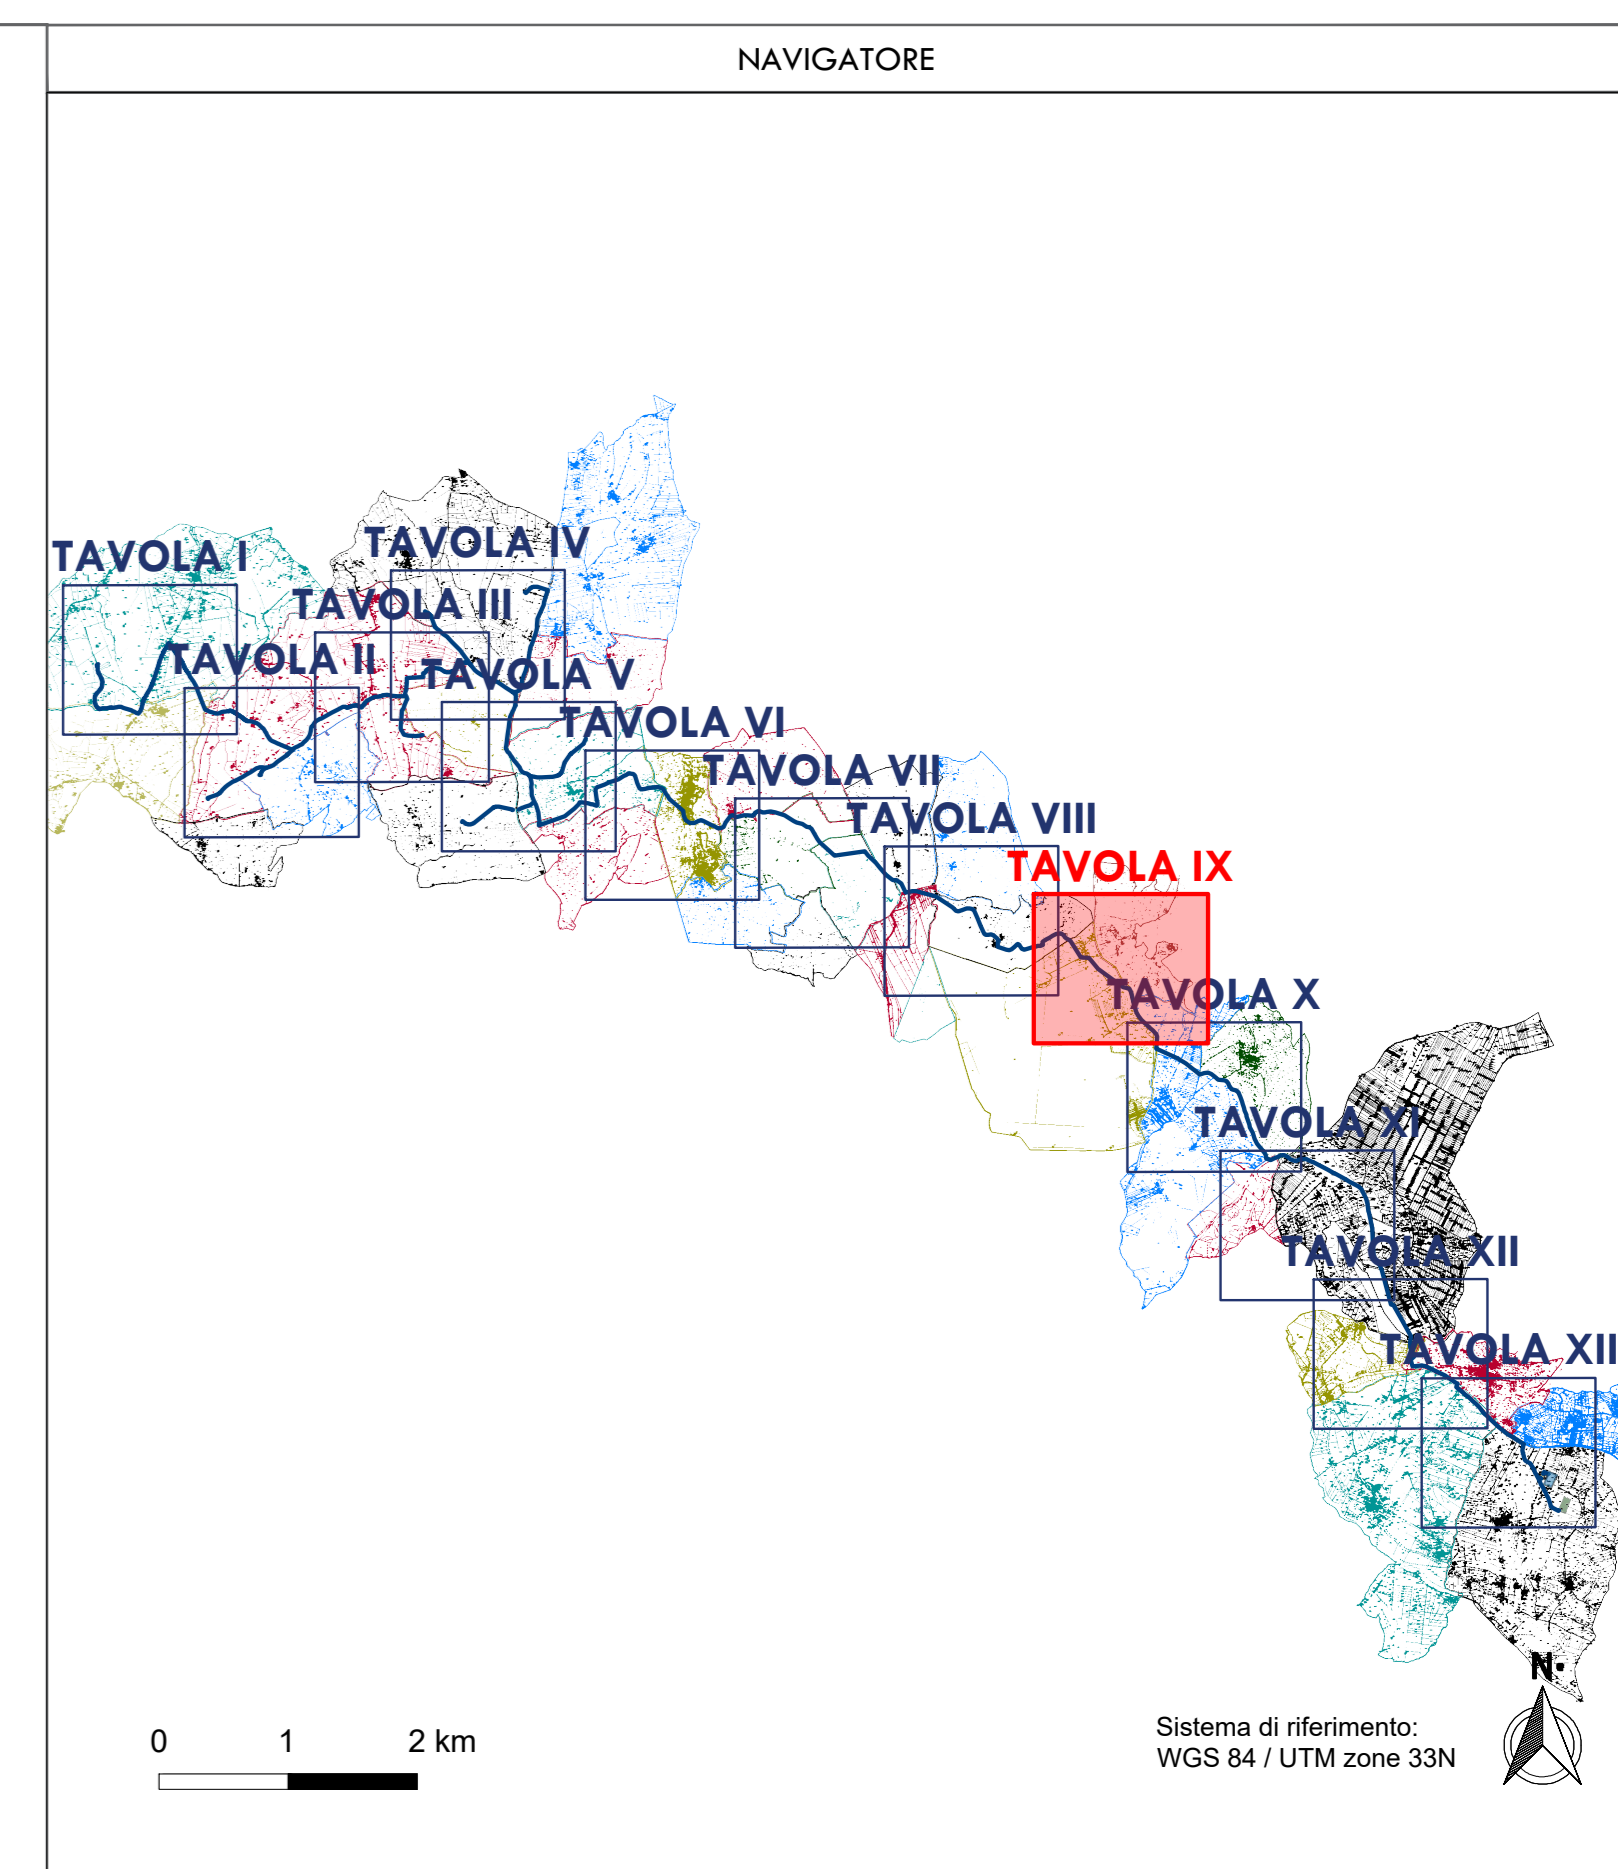 NAVIGATORE
TAVOLA IV
TAVOLA I
TAVOLA III
TAVOLA II
TAVOLA V
TAVOLA VI
TAVOLA VII
TAVOLA VIII
TAVOLA IX
TAVOLA X
TAVOLA XI
TAVOLA XII
TAVOLA XII
N
0 1 2 km
Sistema di riferimento:
WGS 84 / UTM zone 33N